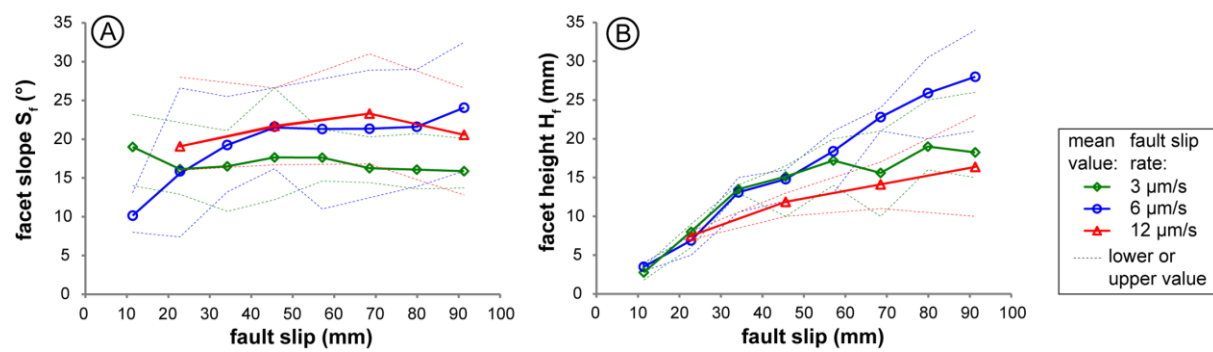 A
facet slope Sf (°)
35
30
25
20
15
10
5
0
0 10 20 30 40 50 60 70 80 90 100
fault slip (mm)
B
facet height Hf (mm)
35
30
25
20
15
10
5
0
0 10 20 30 40 50 60 70 80 90 100
fault slip (mm)
mean fault slip
value: rate:
3 µm/s
6 µm/s
12 µm/s
lower or
upper value